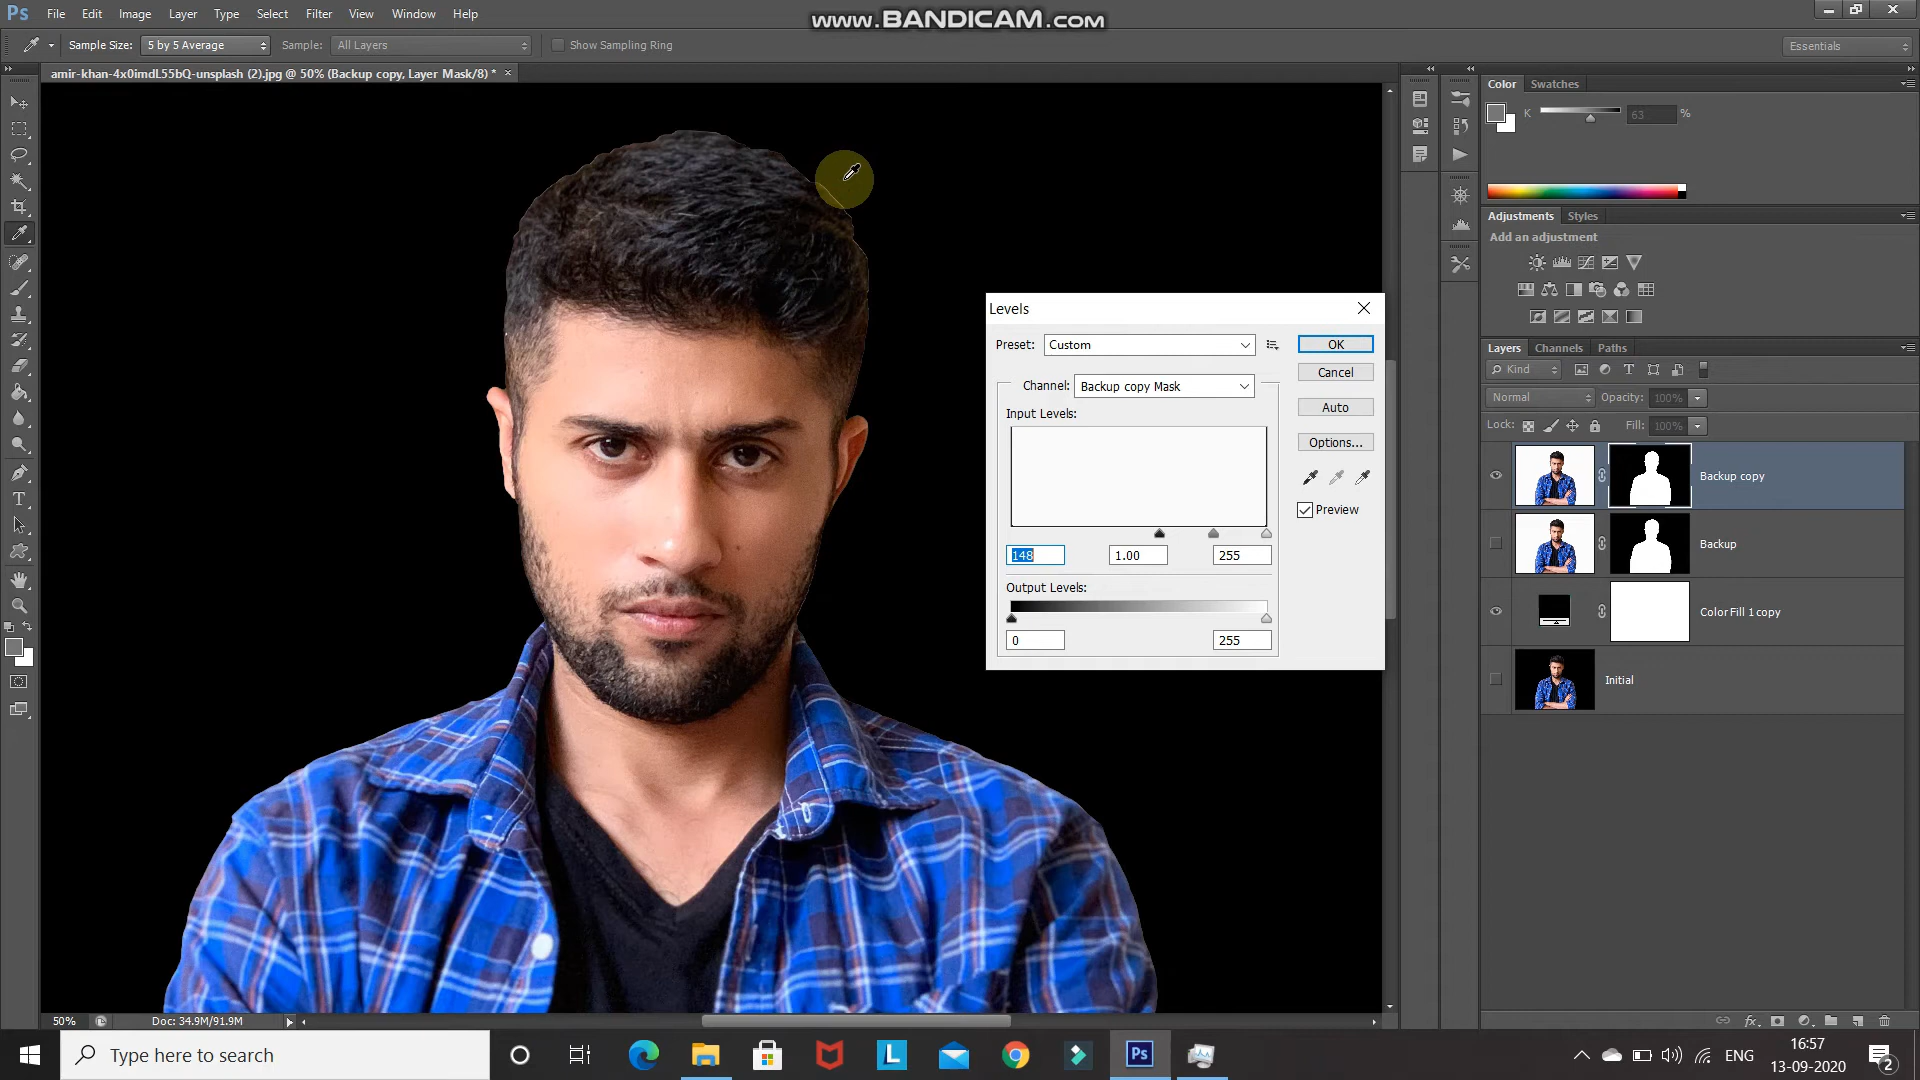 Ps File Edit Image Layer Type Select Filter View Window Help
www.BANDICAM.com
Sample Size: 5 by 5 Average Sample: All Layers Show Sampling Ring Essentials
amir-khan-4x0imdL55bQ-unsplash (2).jpg @ 50% (Backup copy, Layer Mask/8) * ×
Color Swatches
K 63 %
Adjustments Styles
Add an adjustment
Levels
Preset: Custom OK
Cancel
Channel: Backup copy Mask
Auto
Input Levels:
Options...
Preview
148 1.00 255
Output Levels:
0 255
Layers Channels Paths
Kind
Normal Opacity: 100%
Lock: Fill: 100%
Backup copy
Backup
Color Fill 1 copy
Initial
fx
50% Doc: 34.9M/91.9M
Type here to search
L
Ps
ENG
16:57
13-09-2020
2